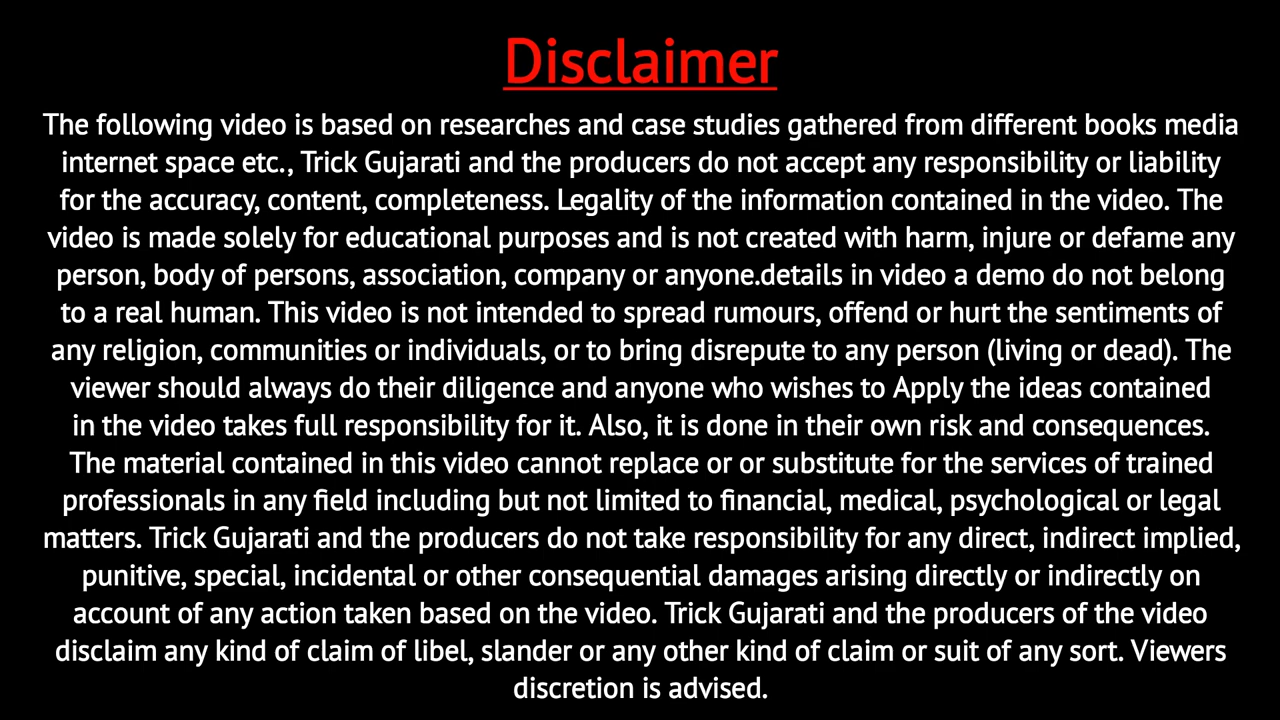 Disclaimer
The following video is based on researches and case studies gathered from different books media
internet space etc., Trick Gujarati and the producers do not accept any responsibility or liability
for the accuracy, content, completeness. Legality of the information contained in the video. The
video is made solely for educational purposes and is not created with harm, injure or defame any
person, body of persons, association, company or anyone.details in video a demo do not belong
to a real human. This video is not intended to spread rumours, offend or hurt the sentiments of
any religion, communities or individuals, or to bring disrepute to any person (living or dead). The
viewer should always do their diligence and anyone who wishes to Apply the ideas contained
in the video takes full responsibility for it. Also, it is done in their own risk and consequences.
The material contained in this video cannot replace or or substitute for the services of trained
professionals in any field including but not limited to financial, medical, psychological or legal
matters. Trick Gujarati and the producers do not take responsibility for any direct, indirect implied,
punitive, special, incidental or other consequential damages arising directly or indirectly on
account of any action taken based on the video. Trick Gujarati and the producers of the video
disclaim any kind of claim of libel, slander or any other kind of claim or suit of any sort. Viewers
discretion is advised.